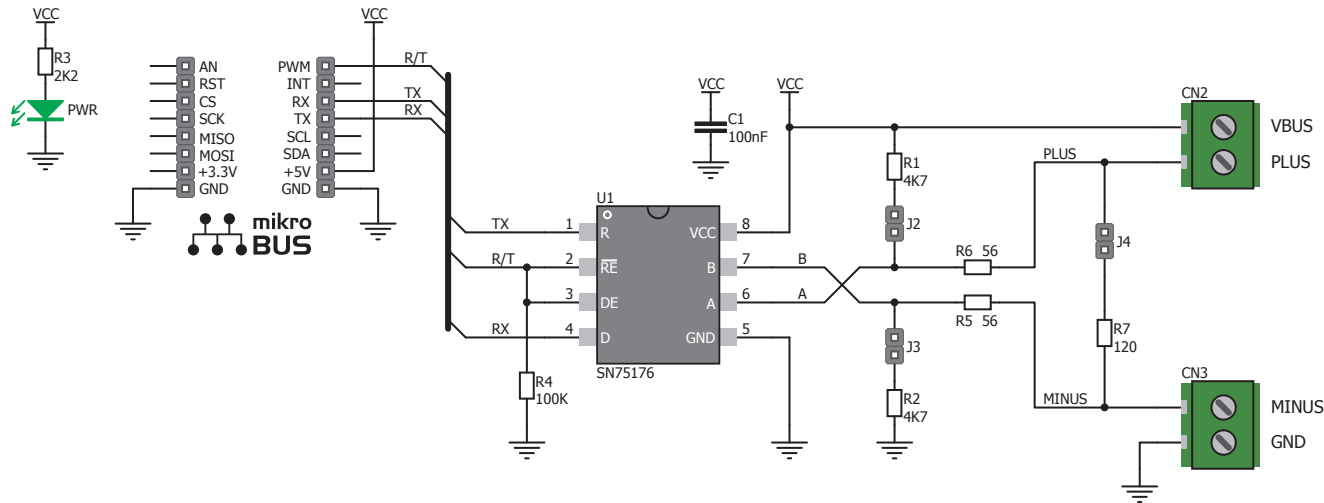 VCC
R3
2K2
PWR
AN
RST
CS
SCK
MISO
MOSI
+3.3V
GND
mikro
BUS
VCC
PWM
INT
RX
TX
SCL
SDA
+5V
GND
R/T
TX
RX
TX
R/T
RX
R4
100K
U1
1
2
3
4
R
RE
DE
D
VCC
B
A
GND
8
7
6
5
SN75176
VCC
C1
100nF
VCC
B
A
R1
4K7
J2
J3
R2
4K7
R6 56
R5 56
PLUS
MINUS
J4
R7
120
CN2
VBUS
PLUS
CN3
MINUS
GND